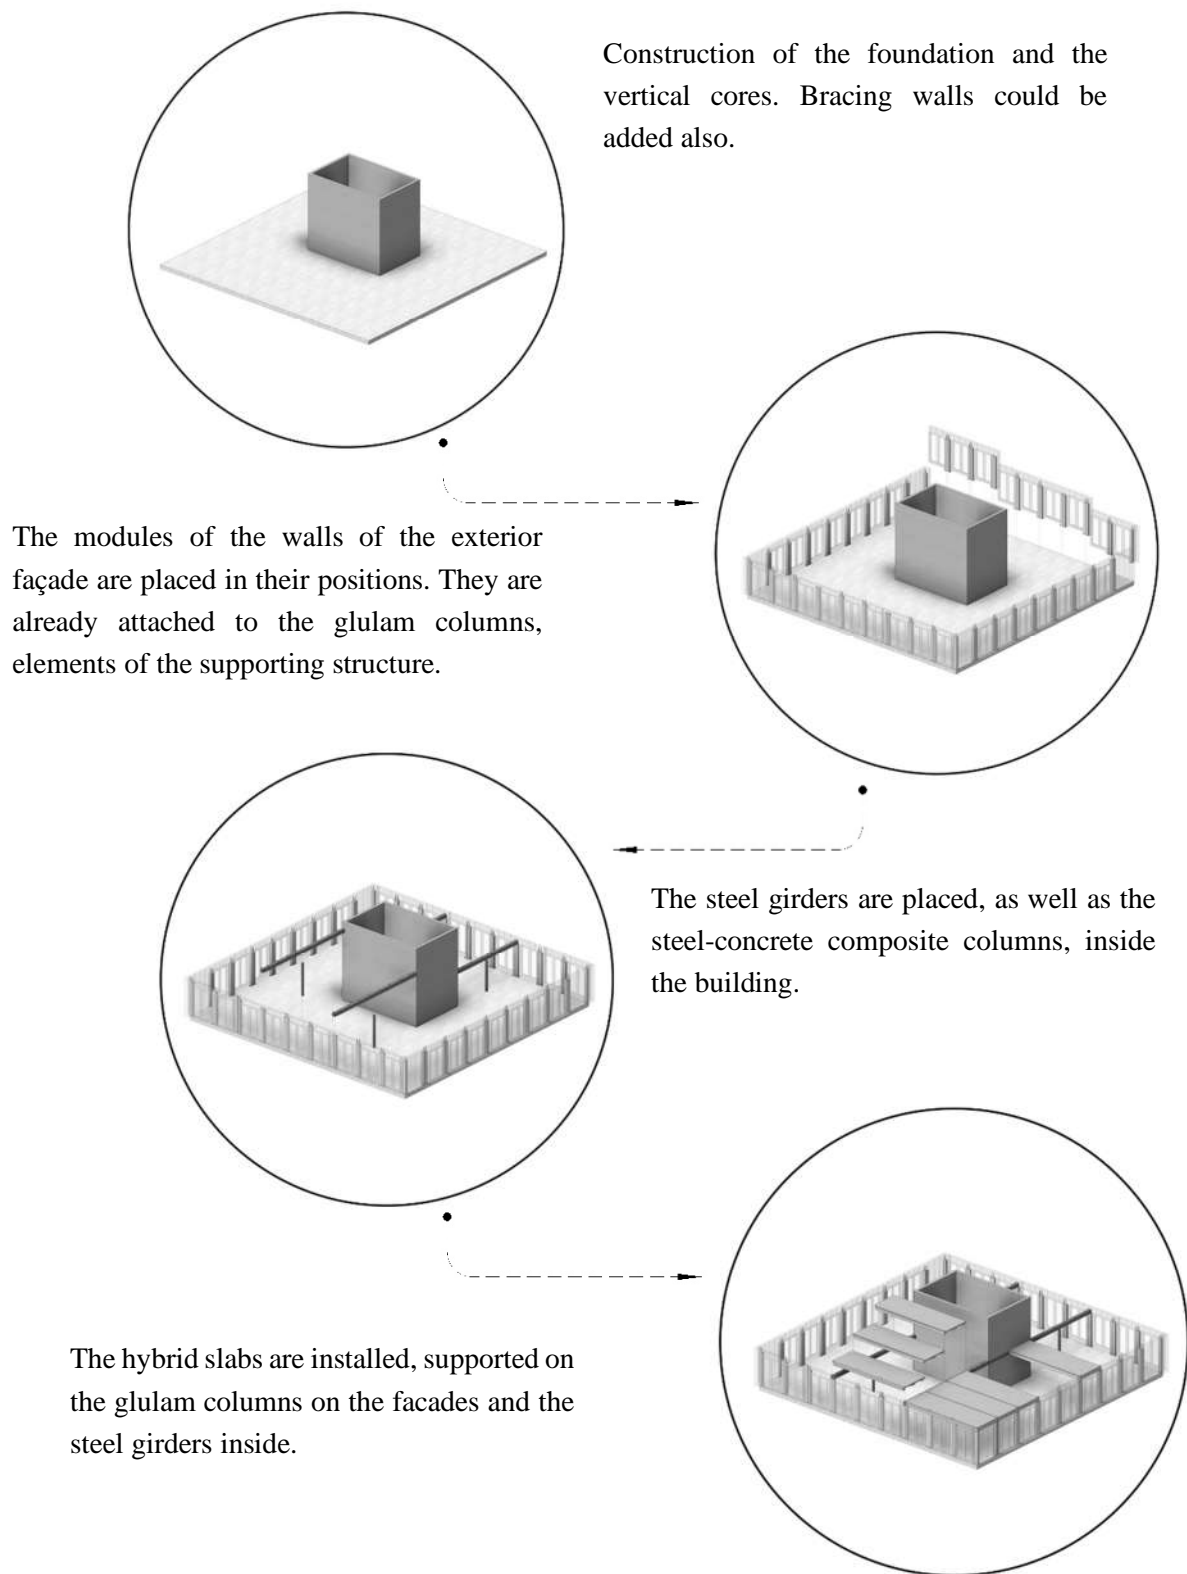 Construction of the foundation and the
vertical cores. Bracing walls could be
added also.
The modules of the walls of the exterior
façade are placed in their positions. They are
already attached to the glulam columns,
elements of the supporting structure.
The steel girders are placed, as well as the
steel-concrete composite columns, inside
the building.
The hybrid slabs are installed, supported on
the glulam columns on the facades and the
steel girders inside.